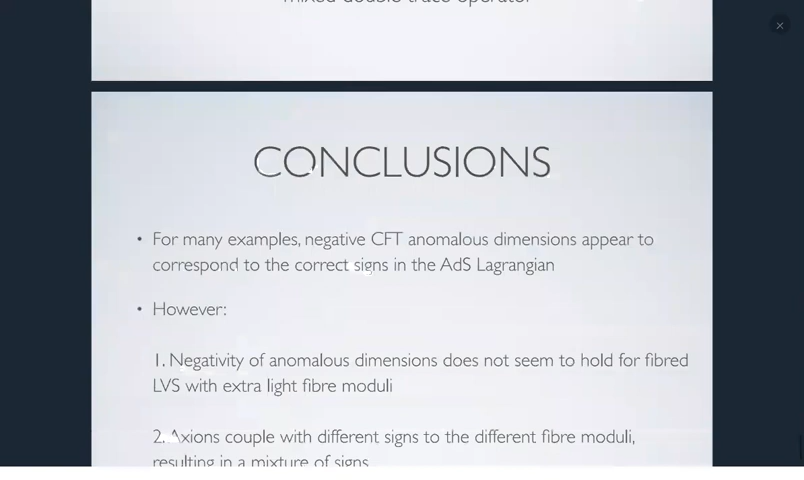 mixed double trace operator
CONCLUSIONS
• For many examples, negative CFT anomalous dimensions appear to
correspond to the correct signs in the AdS Lagrangian
• However:
1. Negativity of anomalous dimensions does not seem to hold for fibred
LVS with extra light fibre moduli
2. Axions couple with different signs to the different fibre moduli,
resulting in a mixture of signs